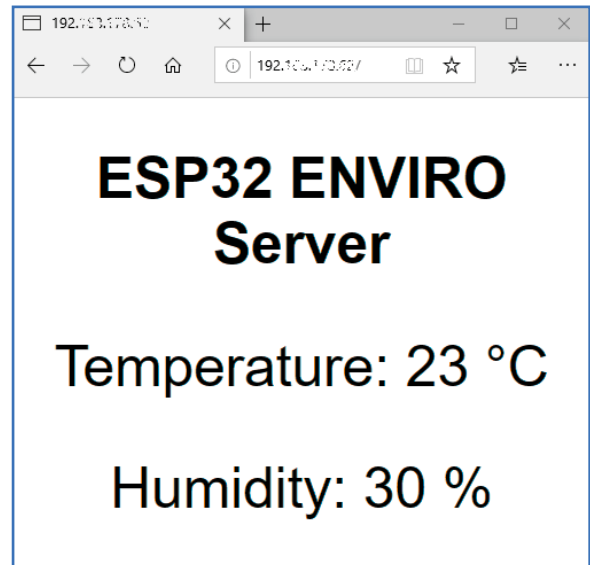 ESP32 ENVIRO
Server
Temperature: 23 °C
Humidity: 30 %